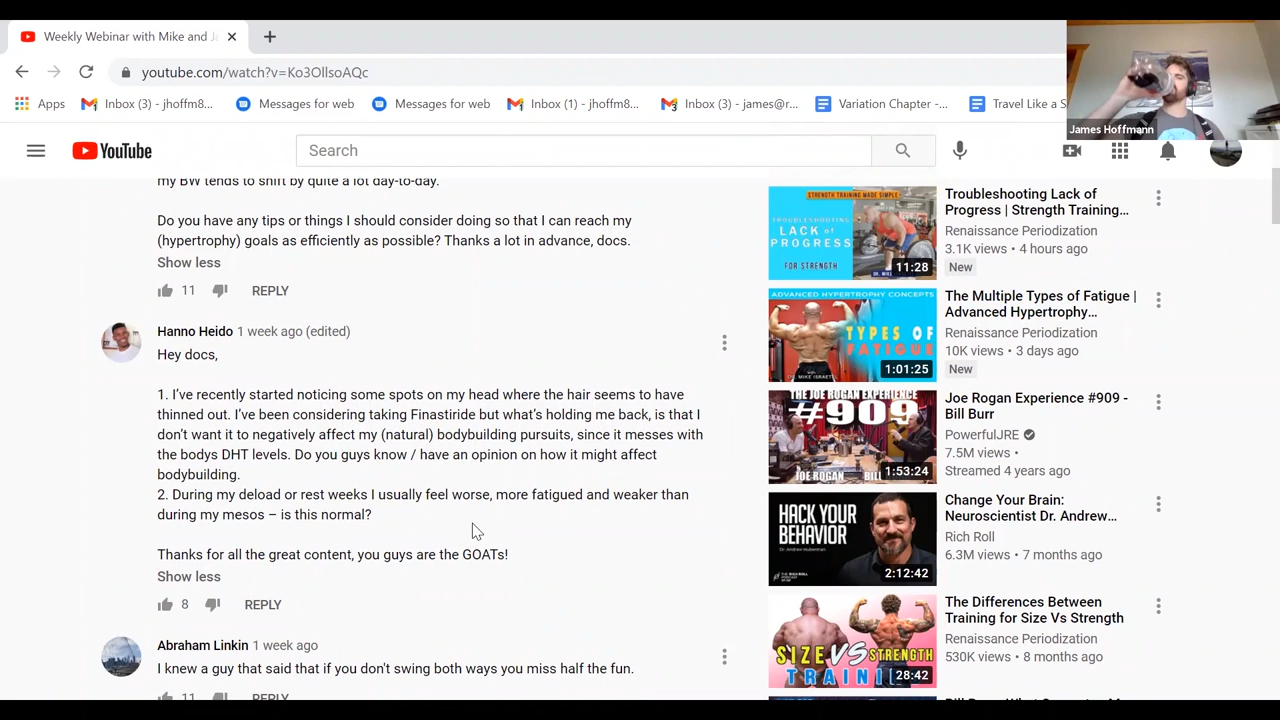 Weekly Webinar with Mike and J
youtube.com/watch?v=Ko3OllsoAQc
Apps
Inbox (3) - jhoffm8...
Messages for web
Messages for web
Inbox (1) - jhoffm8...
Inbox (3) - james@r...
Variation Chapter -...
Travel Like a S
James Hoffmann
YouTube
Search
my BW tends to shift by quite a lot day-to-day.
Do you have any tips or things I should consider doing so that I can reach my
(hypertrophy) goals as efficiently as possible? Thanks a lot in advance, docs.
Show less
11
REPLY
Hanno Heido 1 week ago (edited)
Hey docs,
1. I've recently started noticing some spots on my head where the hair seems to have
thinned out. I've been considering taking Finastiride but what's holding me back, is that I
don't want it to negatively affect my (natural) bodybuilding pursuits, since it messes with
the bodys DHT levels. Do you guys know / have an opinion on how it might affect
bodybuilding.
2. During my deload or rest weeks I usually feel worse, more fatigued and weaker than
during my mesos – is this normal?
Thanks for all the great content, you guys are the GOATs!
Show less
8
REPLY
Abraham Linkin 1 week ago
I knew a guy that said that if you don't swing both ways you miss half the fun.
11
REPLY
STRENGTH TRAINING MADE SIMPLE
TROUBLESHOOTING
LACK of
PROGRESS
FOR STRENGTH
11:28
Troubleshooting Lack of
Progress | Strength Training...
Renaissance Periodization
3.1K views • 4 hours ago
New
ADVANCED HYPERTROPHY CONCEPTS
TYPES OF
FATIGUE
1:01:25
The Multiple Types of Fatigue |
Advanced Hypertrophy...
Renaissance Periodization
10K views • 3 days ago
New
THE JOE ROGAN EXPERIENCE
#909
JOE ROGAN
1:53:24
Joe Rogan Experience #909 -
Bill Burr
PowerfulJRE
7.5M views •
Streamed 4 years ago
HACK YOUR
BEHAVIOR
Dr. Andrew Huberman
2:12:42
Change Your Brain:
Neuroscientist Dr. Andrew...
Rich Roll
6.3M views • 7 months ago
SIZE VS STRENGTH
28:42
The Differences Between
Training for Size Vs Strength
Renaissance Periodization
530K views • 8 months ago